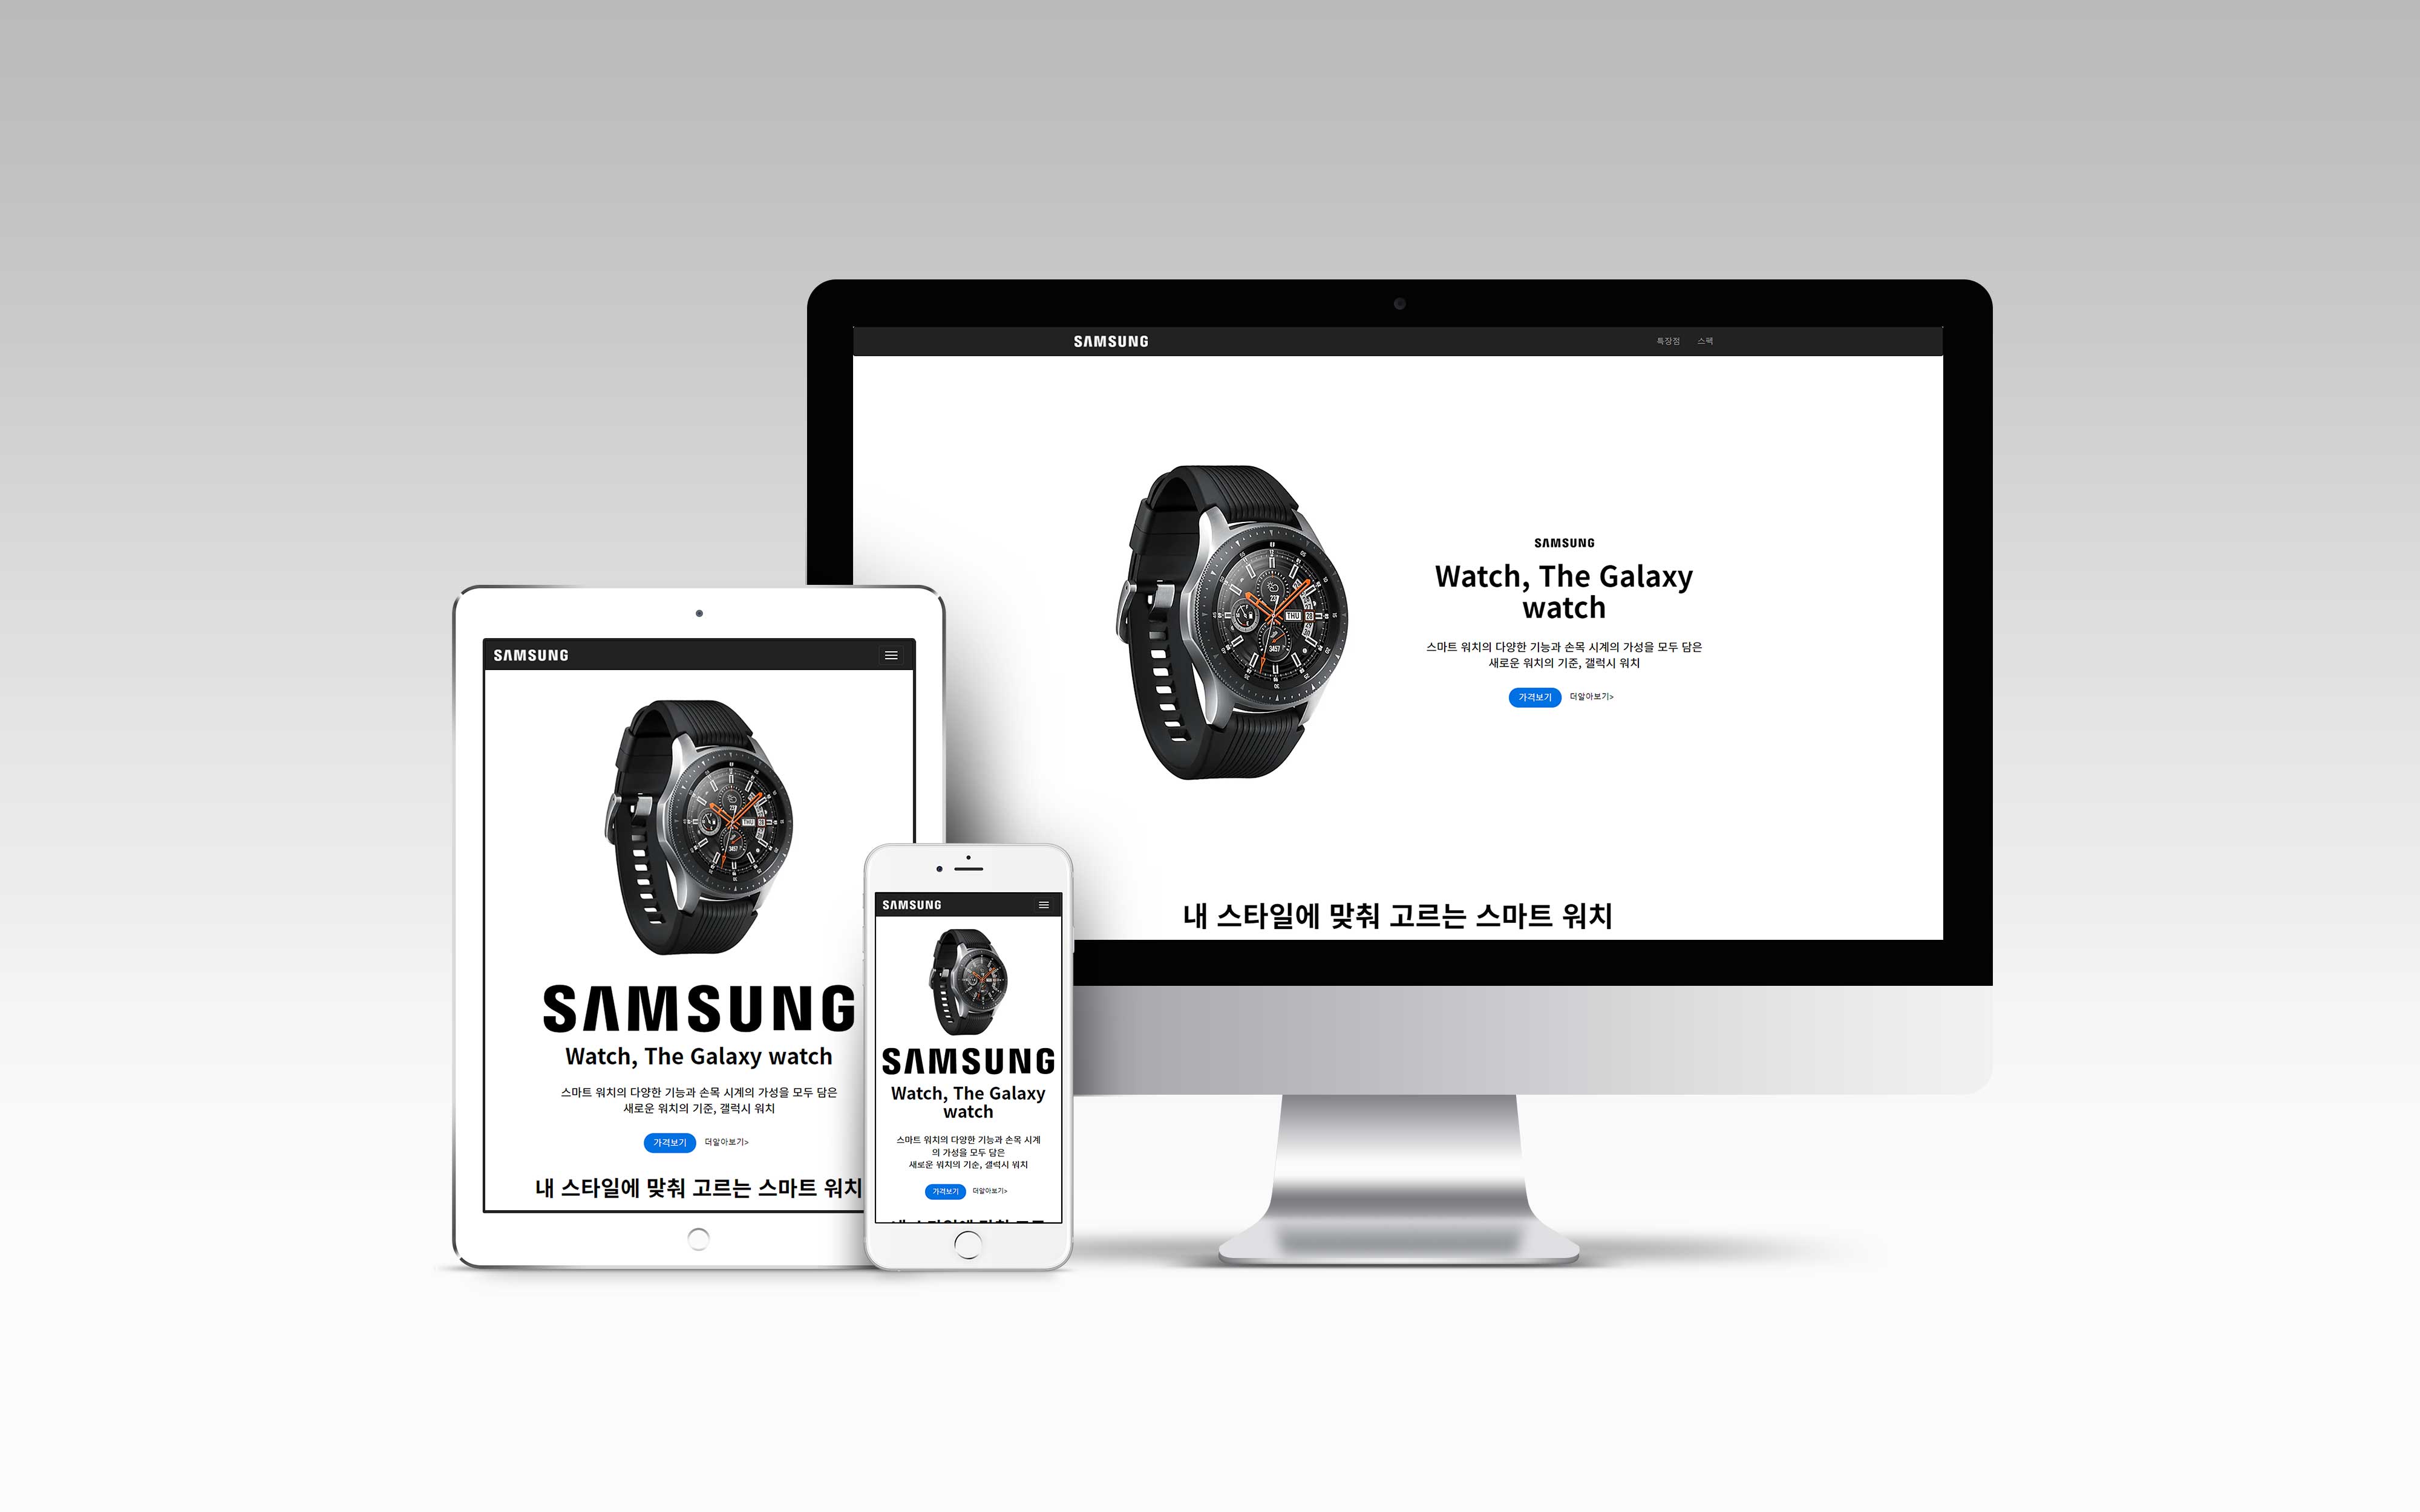 SAMSUNG
특장점 스펙
SAMSUNG
Watch, The Galaxy
watch
스마트 워치의 다양한 기능과 손목 시계의 가성을 모두 담은
새로운 워치의 기준, 갤럭시 워치
가격보기 더알아보기>
THU 28
내 스타일에 맞춰 고르는 스마트 워치
SAMSUNG
THU 28
SAMSUNG
Watch, The Galaxy watch
스마트 워치의 다양한 기능과 손목 시계의 가성을 모두 담은
새로운 워치의 기준, 갤럭시 워치
가격보기 더알아보기>
내 스타일에 맞춰 고르는 스마트 워치
SAMSUNG
SAMSUNG
Watch, The Galaxy
watch
스마트 워치의 다양한 기능과 손목 시계
의 가성을 모두 담은
새로운 워치의 기준, 갤럭시 워치
가격보기 더알아보기>